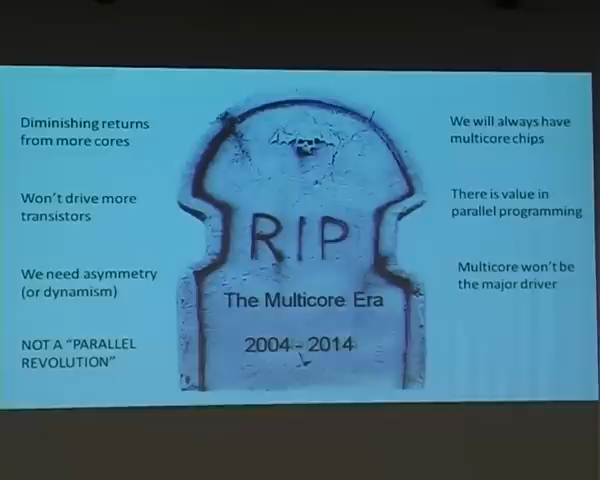 Diminishing returns
from more cores
Won't drive more
transistors
We need asymmetry
(or dynamism)
NOT A "PARALLEL
REVOLUTION"
RIP
The Multicore Era
2004 - 2014
We will always have
multicore chips
There is value in
parallel programming
Multicore won't be
the major driver